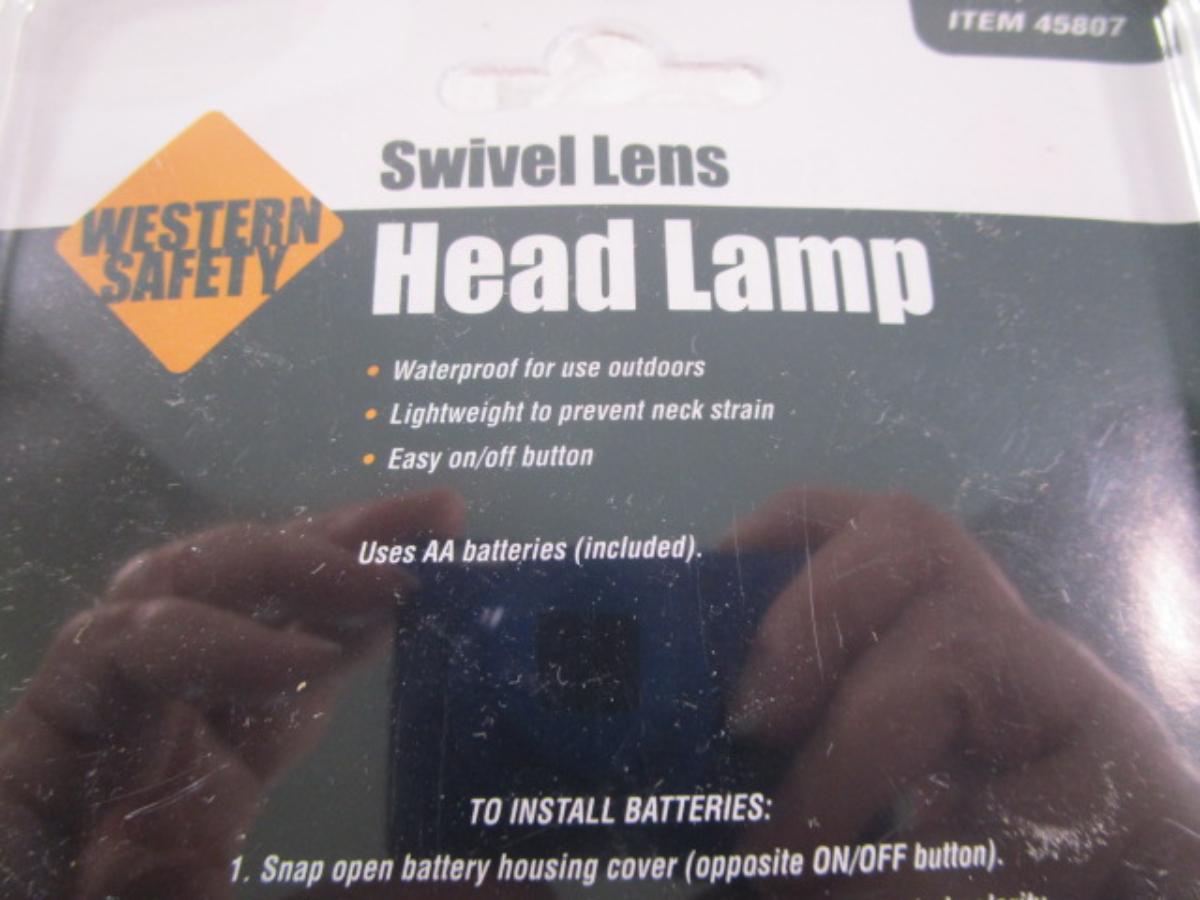 ITEM 45807
Swivel Lens
WESTERN
SAFETY
Head Lamp
• Waterproof for use outdoors
• Lightweight to prevent neck strain
• Easy on/off button
Uses AA batteries (included).
TO INSTALL BATTERIES:
1. Snap open battery housing cover (opposite ON/OFF button).